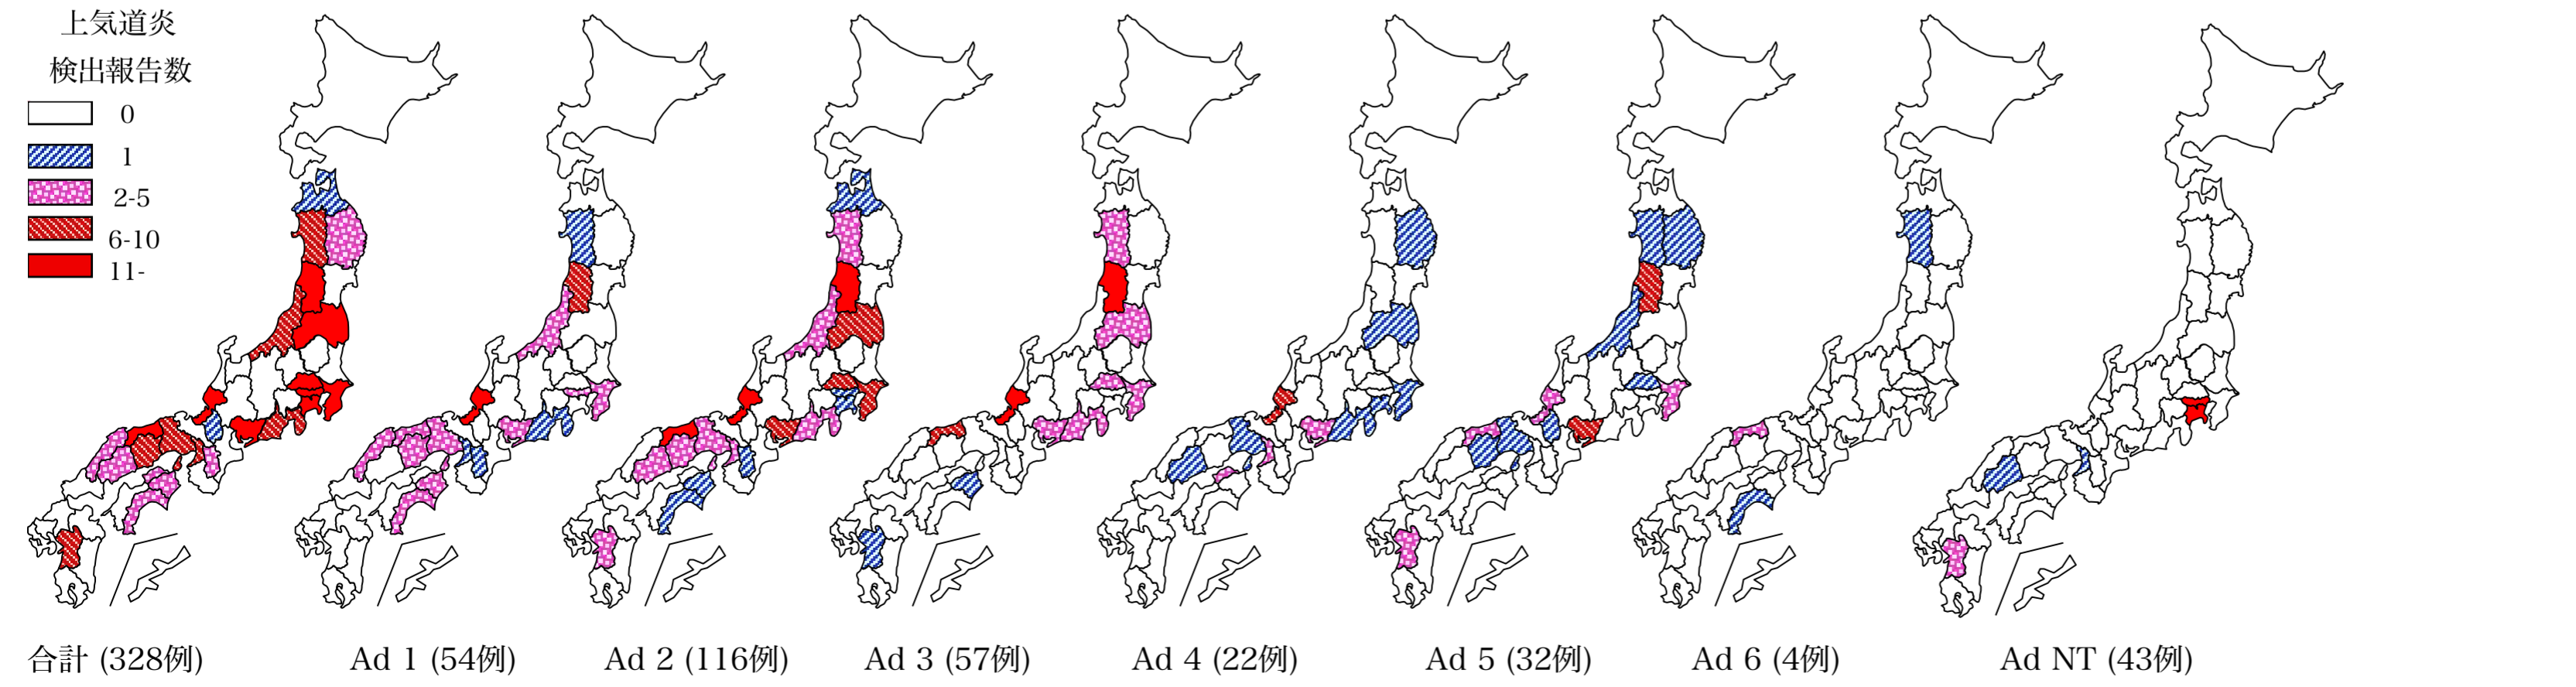 上気道炎
検出報告数
0
1
2-5
6-10
11-
合計 (328例)
Ad 1 (54例)
Ad 2 (116例)
Ad 3 (57例)
Ad 4 (22例)
Ad 5 (32例)
Ad 6 (4例)
Ad NT (43例)